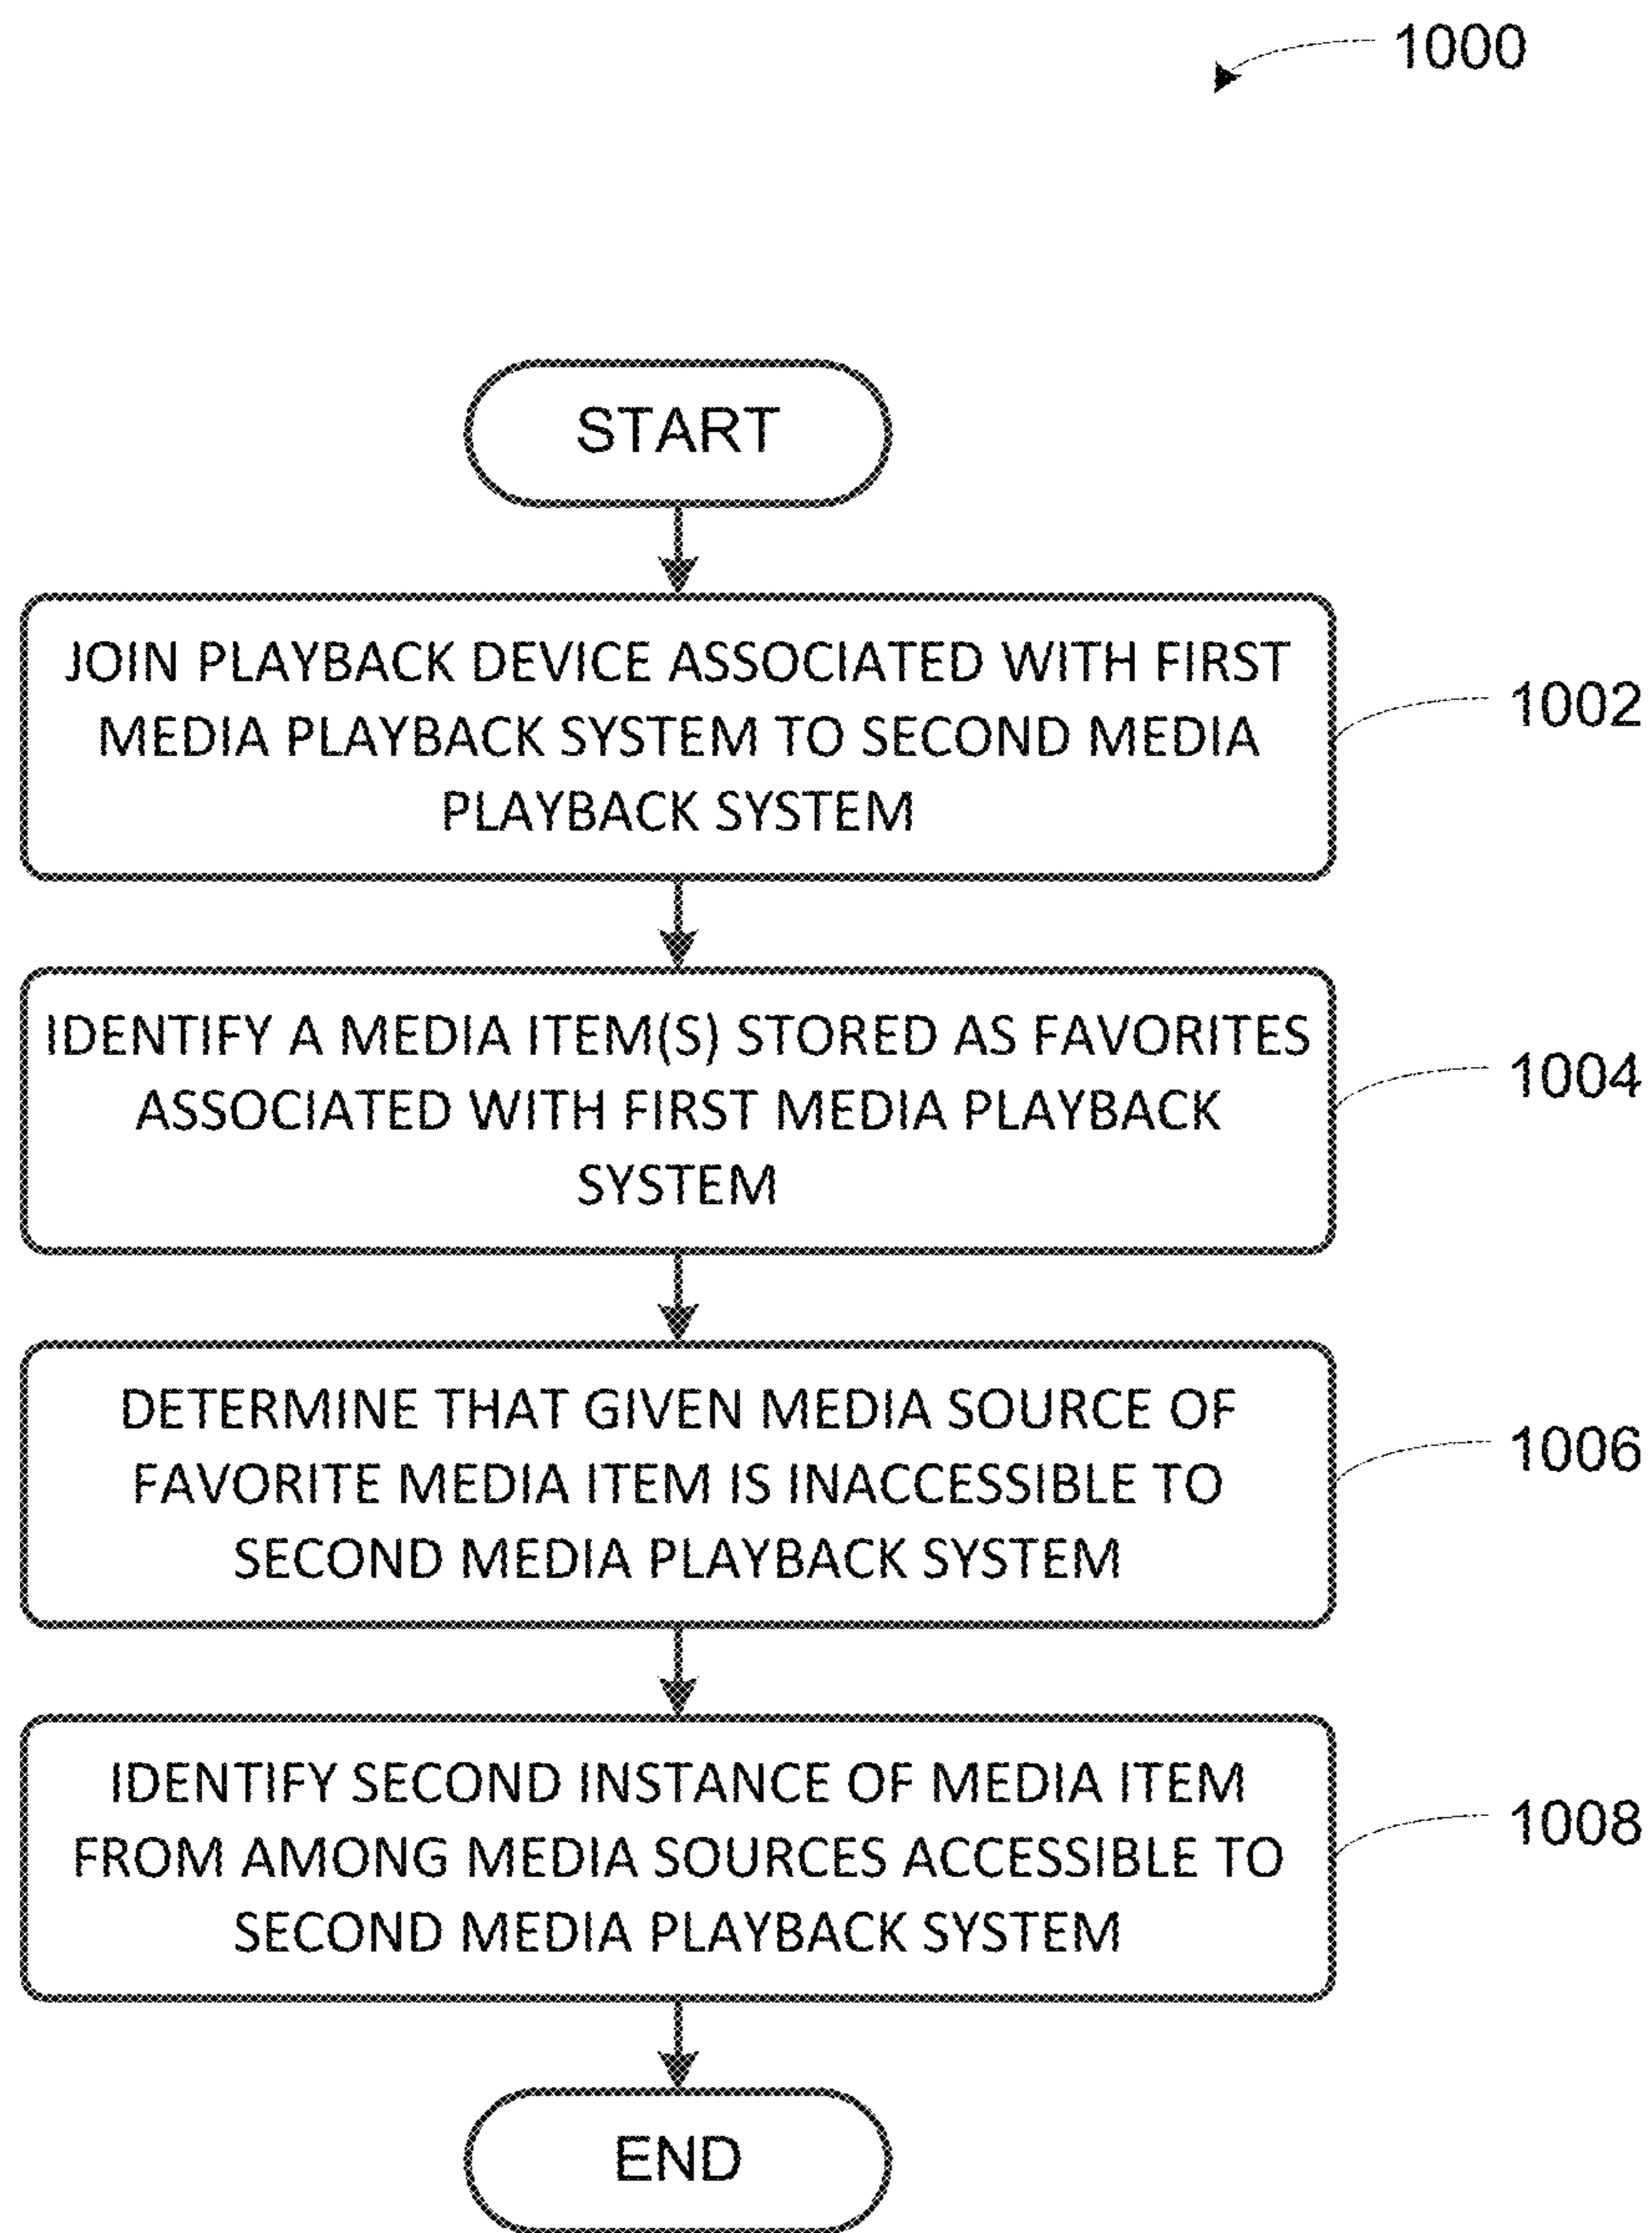 1000
START
JOIN PLAYBACK DEVICE ASSOCIATED WITH FIRST
MEDIA PLAYBACK SYSTEM TO SECOND MEDIA
PLAYBACK SYSTEM
1002
IDENTIFY A MEDIA ITEM(S) STORED AS FAVORITES
ASSOCIATED WITH FIRST MEDIA PLAYBACK
SYSTEM
1004
DETERMINE THAT GIVEN MEDIA SOURCE OF
FAVORITE MEDIA ITEM IS INACCESSIBLE TO
SECOND MEDIA PLAYBACK SYSTEM
1006
IDENTIFY SECOND INSTANCE OF MEDIA ITEM
FROM AMONG MEDIA SOURCES ACCESSIBLE TO
SECOND MEDIA PLAYBACK SYSTEM
1008
END